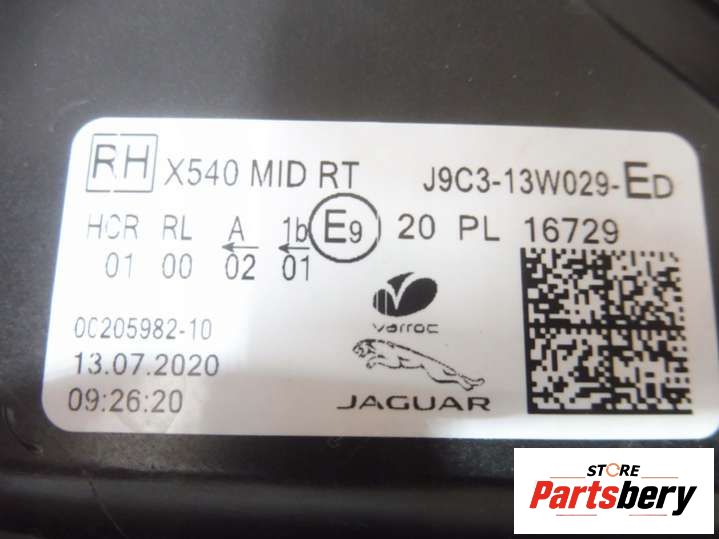 RH X540 MID RT J9C3-13W029-ED
HCR RL A 1b E9 20 PL 16729
01 00 02 01
varroc
0C205982-10
13.07.2020
09:26:20
JAGUAR
STORE
Partsbery